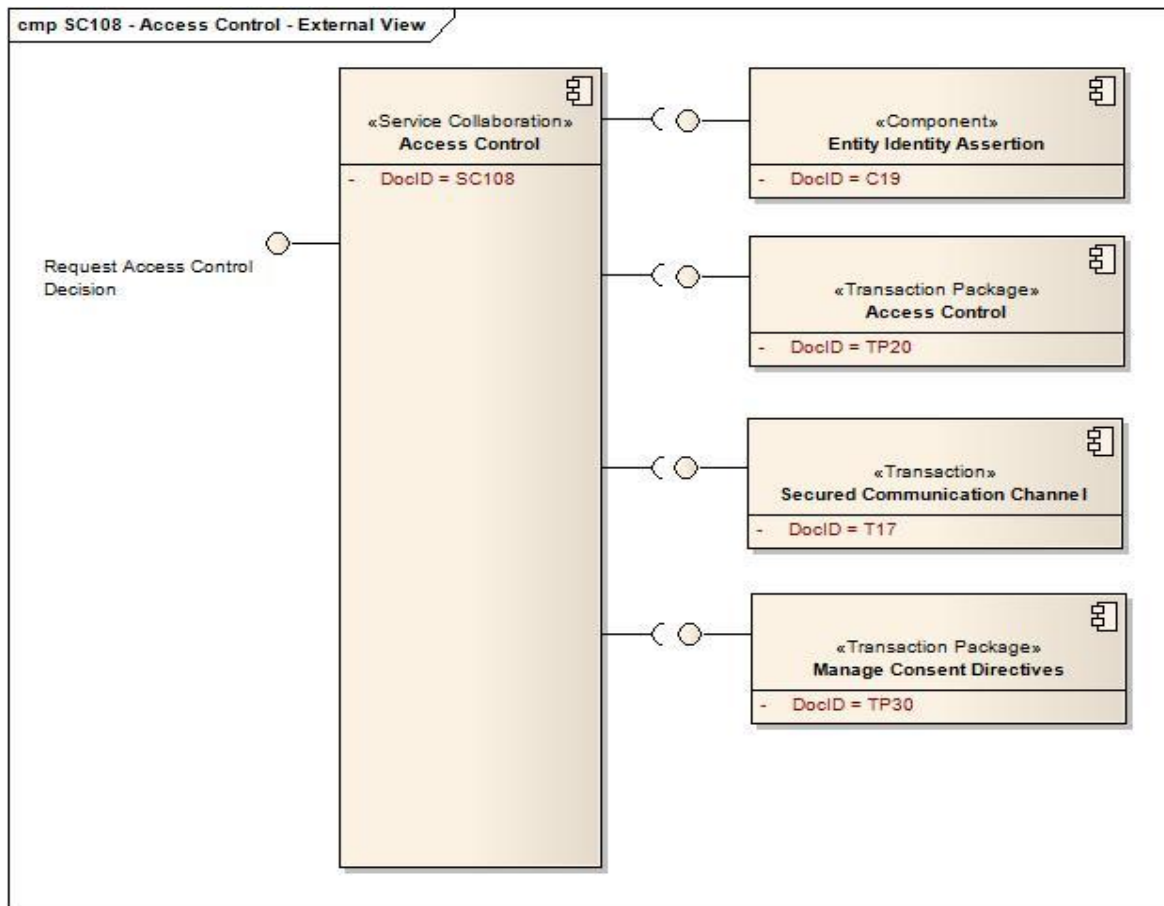 cmp SC108 - Access Control - External View
«Service Collaboration»
Access Control
- DocID = SC108
Request Access Control
Decision
«Component»
Entity Identity Assertion
- DocID = C19
«Transaction Package»
Access Control
- DocID = TP20
«Transaction»
Secured Communication Channel
- DocID = T17
«Transaction Package»
Manage Consent Directives
- DocID = TP30